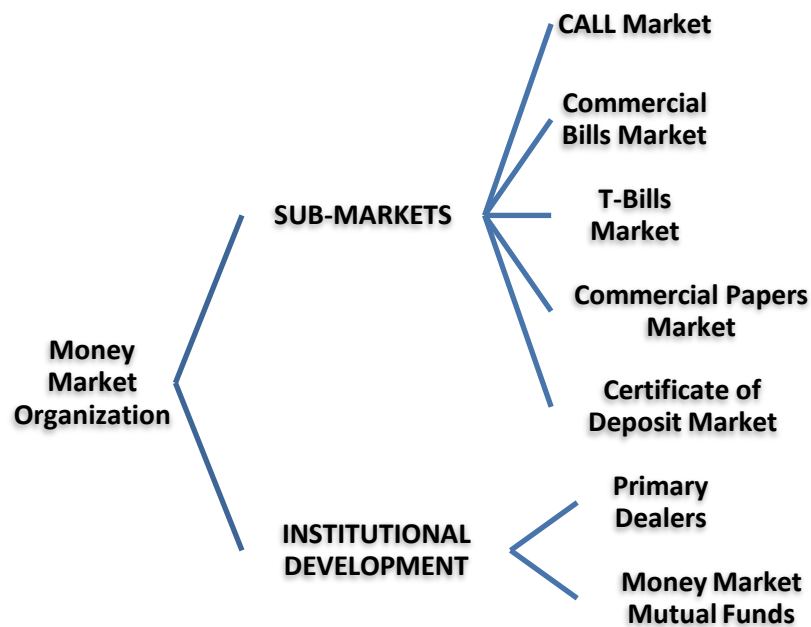 CALL Market
Commercial
Bills Market
SUB-MARKETS
T-Bills
Market
Commercial Papers
Market
Money
Market
Organization
Certificate of
Deposit Market
Primary
Dealers
INSTITUTIONAL
DEVELOPMENT
Money Market
Mutual Funds